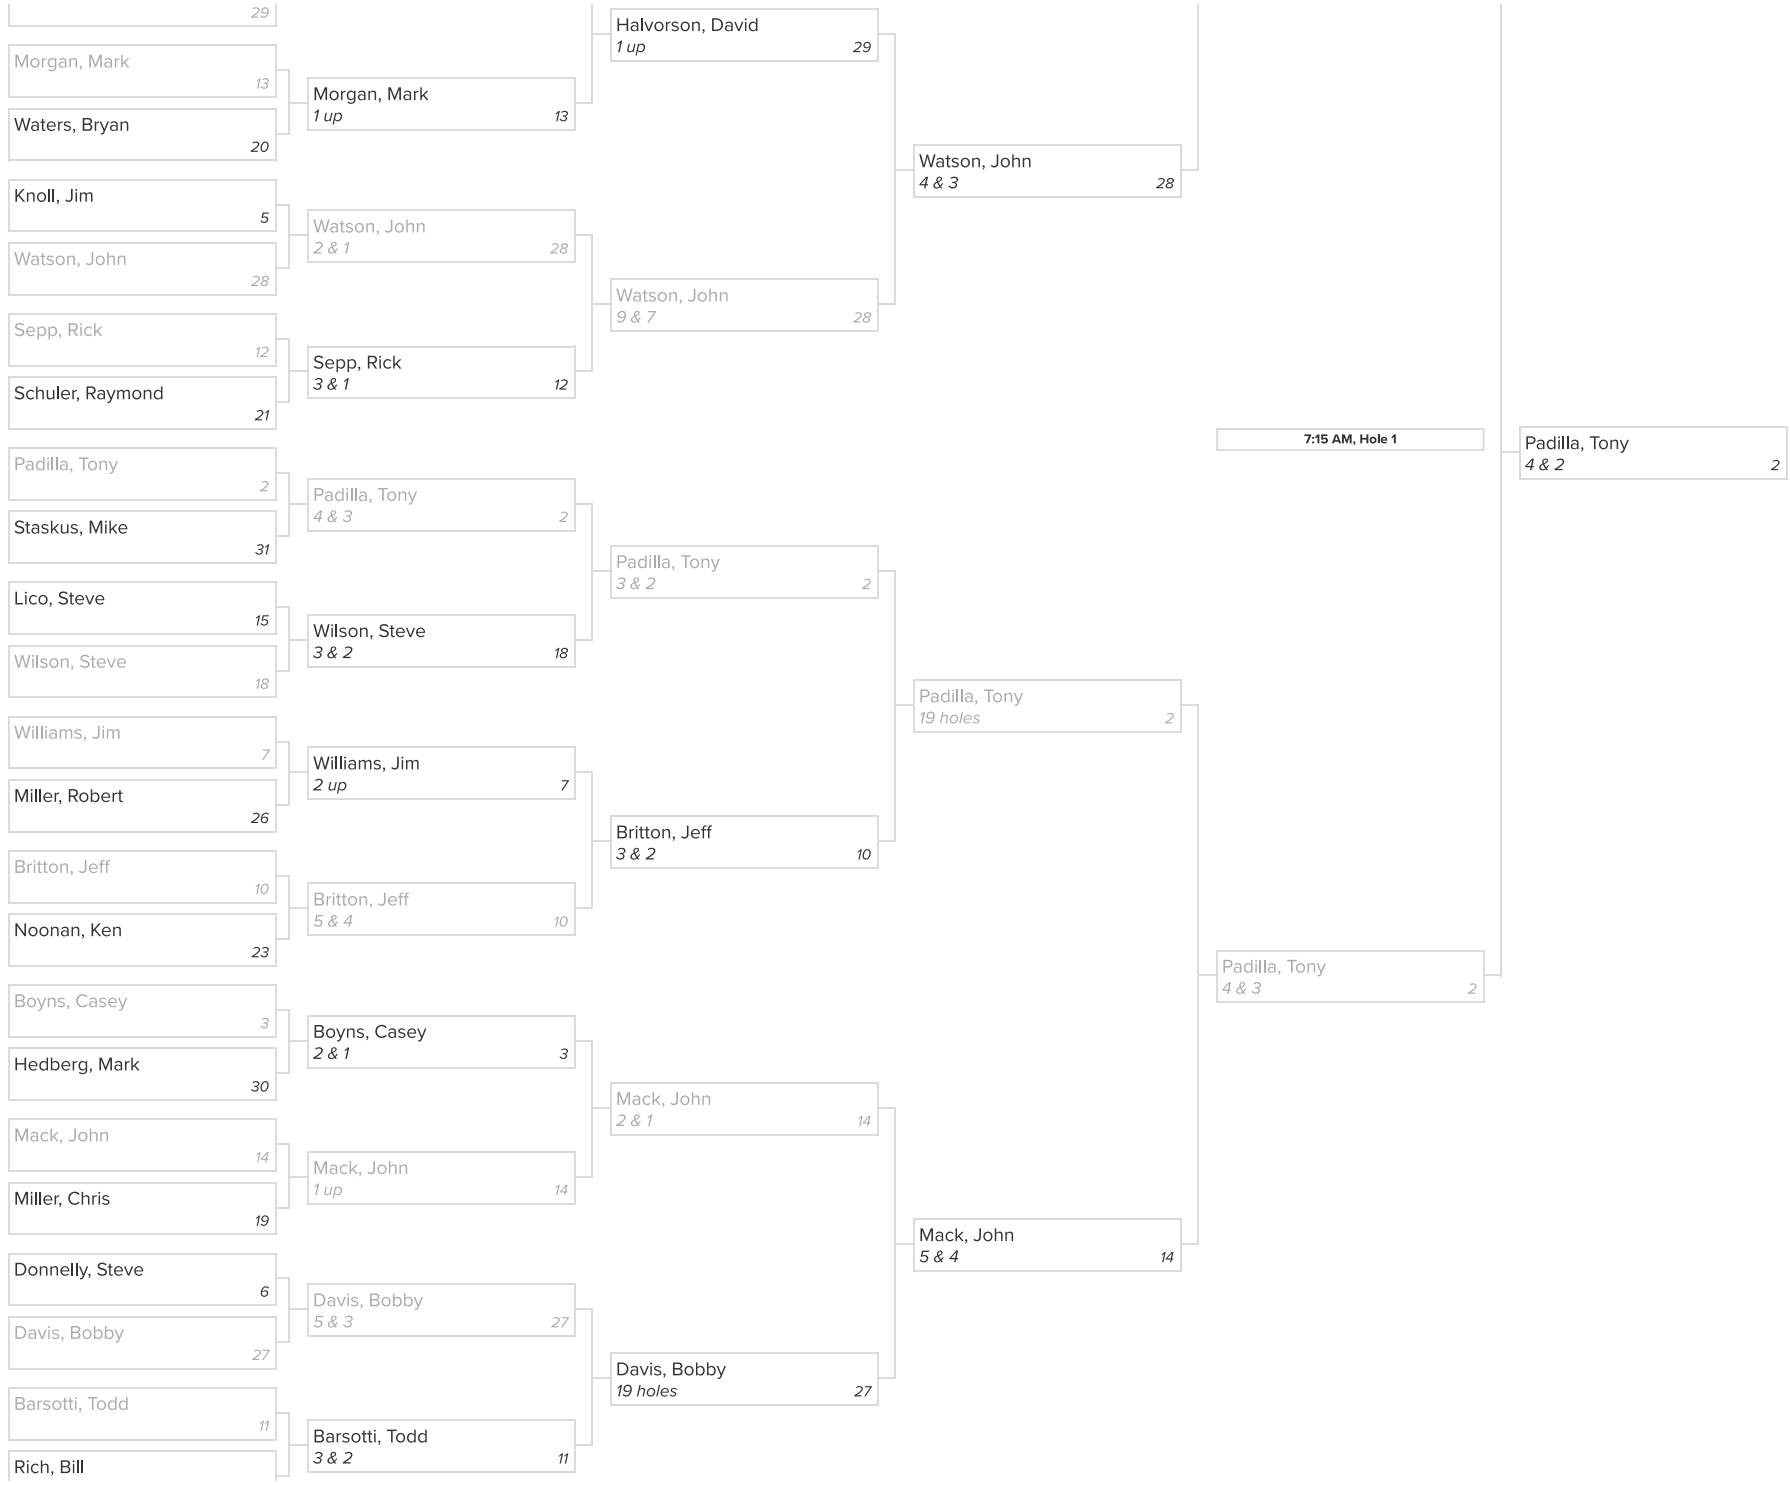 29
Morgan, Mark
13
Waters, Bryan
20
Knoll, Jim
5
Watson, John
28
Sepp, Rick
12
Schuler, Raymond
21
Padilla, Tony
2
Staskus, Mike
31
Lico, Steve
15
Wilson, Steve
18
Williams, Jim
7
Miller, Robert
26
Britton, Jeff
10
Noonan, Ken
23
Boyns, Casey
3
Hedberg, Mark
30
Mack, John
14
Miller, Chris
19
Donnelly, Steve
6
Davis, Bobby
27
Barsotti, Todd
11
Rich, Bill
Morgan, Mark
1 up 13
Watson, John
2 & 1 28
Sepp, Rick
3 & 1 12
Padilla, Tony
4 & 3 2
Wilson, Steve
3 & 2 18
Williams, Jim
2 up 7
Britton, Jeff
5 & 4 10
Boyns, Casey
2 & 1 3
Mack, John
1 up 14
Davis, Bobby
5 & 3 27
Barsotti, Todd
3 & 2 11
Halvorson, David
1 up 29
Watson, John
9 & 7 28
Padilla, Tony
3 & 2 2
Britton, Jeff
3 & 2 10
Mack, John
2 & 1 14
Davis, Bobby
19 holes 27
Watson, John
4 & 3 28
Padilla, Tony
19 holes 2
Mack, John
5 & 4 14
7:15 AM, Hole 1
Padilla, Tony
4 & 3 2
Padilla, Tony
4 & 2 2